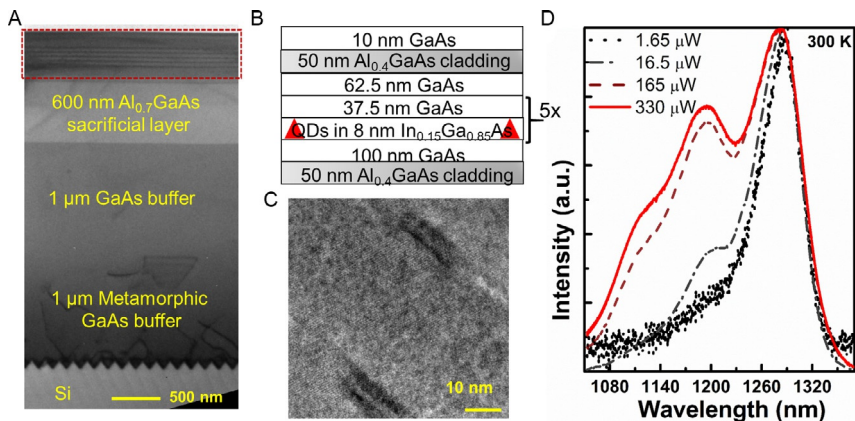 A
600 nm Al0.7GaAs
sacrificial layer
1 µm GaAs buffer
1 µm Metamorphic
GaAs buffer
Si
500 nm
B
10 nm GaAs
50 nm Al0.4GaAs cladding
62.5 nm GaAs
37.5 nm GaAs
QDs in 8 nm In0.15Ga0.85As
100 nm GaAs
50 nm Al0.4GaAs cladding
5x
C
10 nm
D
1.65 µW
16.5 µW
165 µW
330 µW
300 K
Intensity (a.u.)
1080 1140 1200 1260 1320
Wavelength (nm)